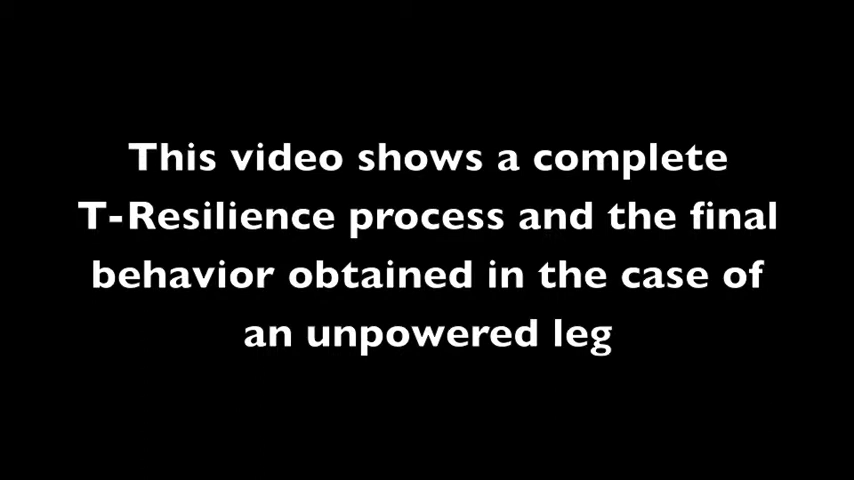 This video shows a complete
T-Resilience process and the final
behavior obtained in the case of
an unpowered leg